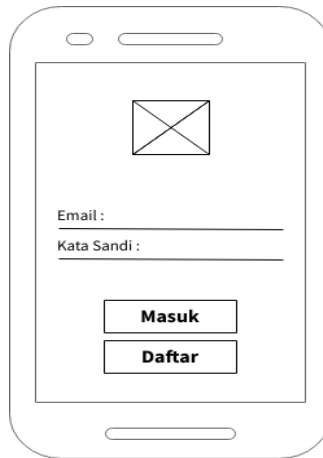 Email :
Kata Sandi :
Masuk
Daftar